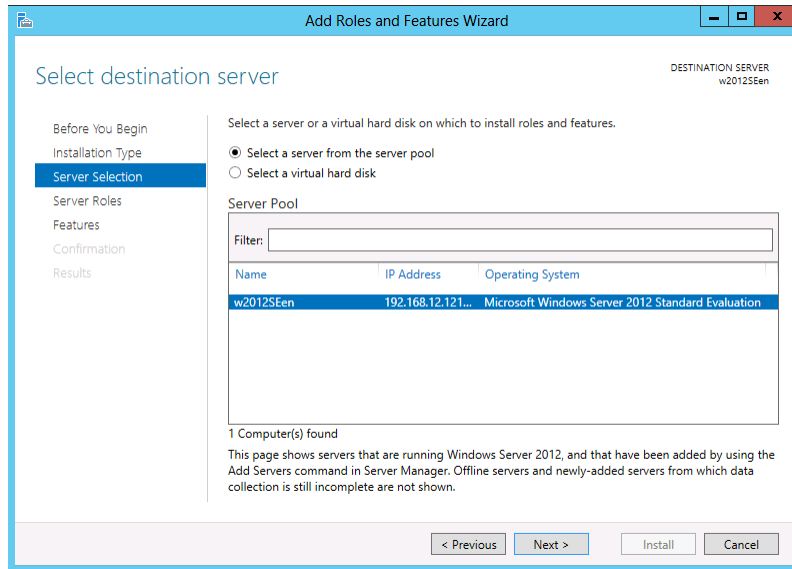 Add Roles and Features Wizard
Select destination server
DESTINATION SERVER
w2012SEen
Before You Begin
Installation Type
Server Selection
Server Roles
Features
Confirmation
Results
Select a server or a virtual hard disk on which to install roles and features.
Select a server from the server pool
Select a virtual hard disk
Server Pool
Filter:
Name IP Address Operating System
w2012SEen 192.168.12.121... Microsoft Windows Server 2012 Standard Evaluation
1 Computer(s) found
This page shows servers that are running Windows Server 2012, and that have been added by using the
Add Servers command in Server Manager. Offline servers and newly-added servers from which data
collection is still incomplete are not shown.
< Previous Next > Install Cancel